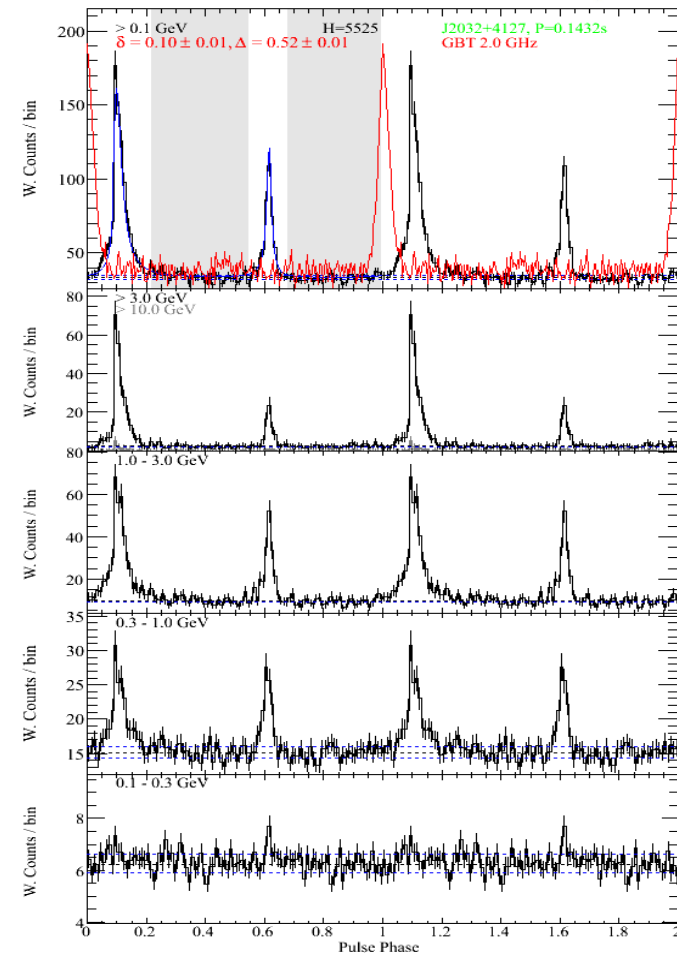 > 0.1 GeV H=5525 J2032+4127, P=0.1432s
δ = 0.10 ± 0.01, Δ = 0.52 ± 0.01 GBT 2.0 GHz
200
150
100
50
W. Counts / bin
> 3.0 GeV
> 10.0 GeV
80
60
40
20
W. Counts / bin
1.0 - 3.0 GeV
80
60
40
20
W. Counts / bin
0.3 - 1.0 GeV
35
30
25
20
15
W. Counts / bin
0.1 - 0.3 GeV
8
6
4
W. Counts / bin
0 0.2 0.4 0.6 0.8 1 1.2 1.4 1.6 1.8 2
Pulse Phase